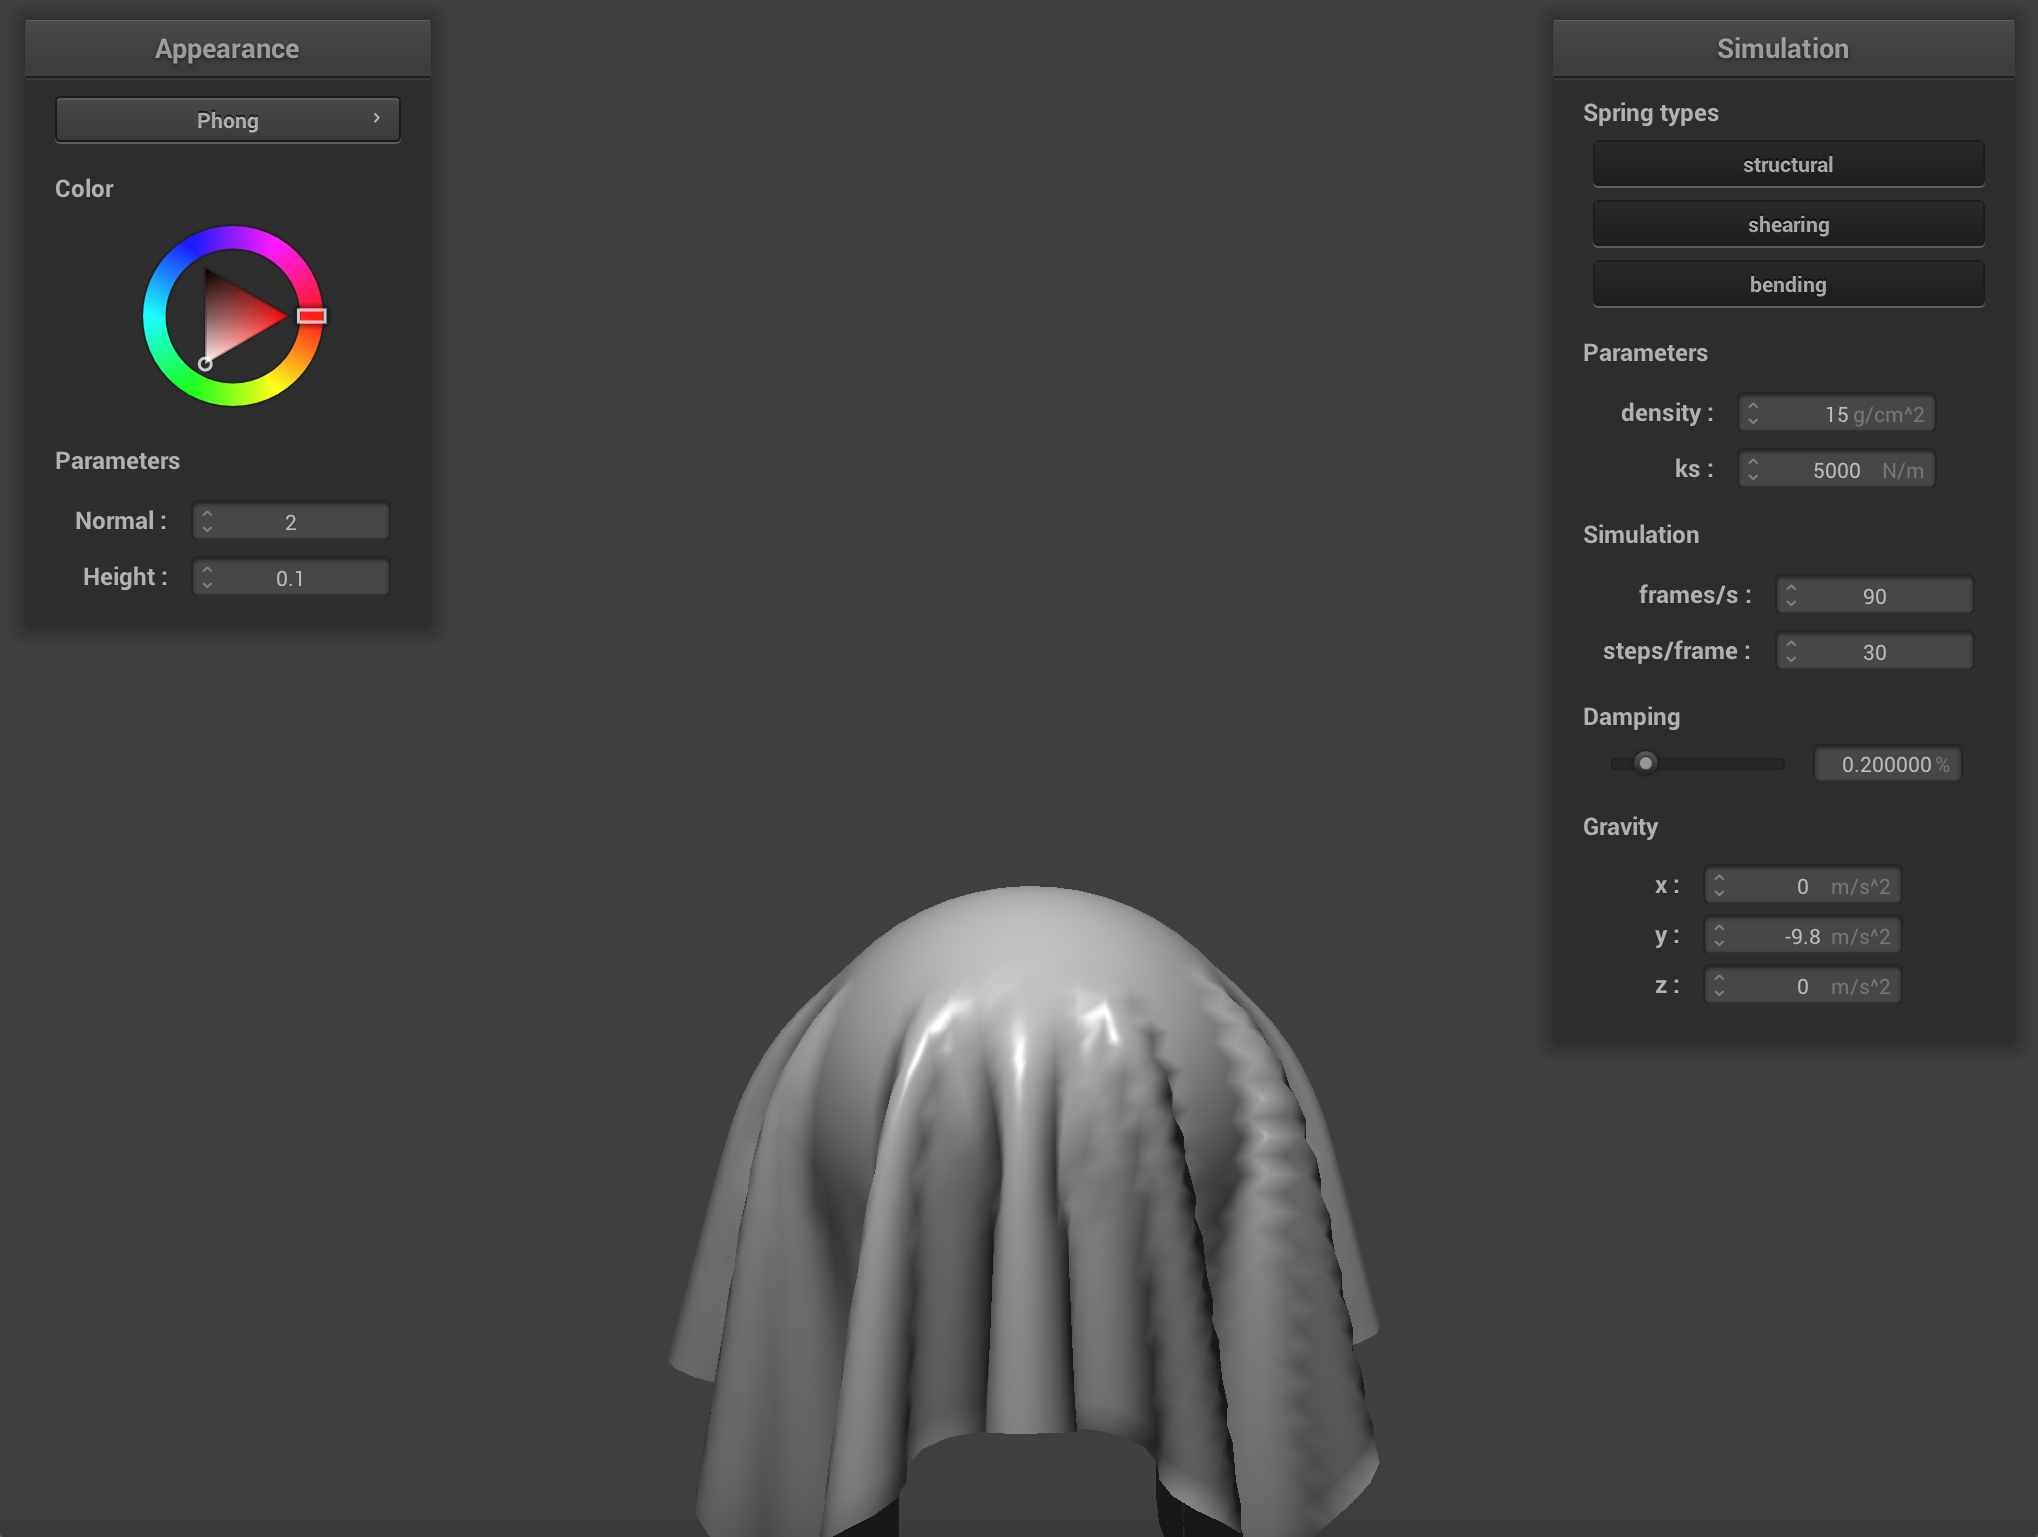 Appearance
Phong
Color
Parameters
Normal : 2
Height : 0.1
Simulation
Spring types
structural
shearing
bending
Parameters
density : 15 g/cm^2
ks : 5000 N/m
Simulation
frames/s : 90
steps/frame : 30
Damping
0.200000 %
Gravity
x : 0 m/s^2
y : -9.8 m/s^2
z : 0 m/s^2